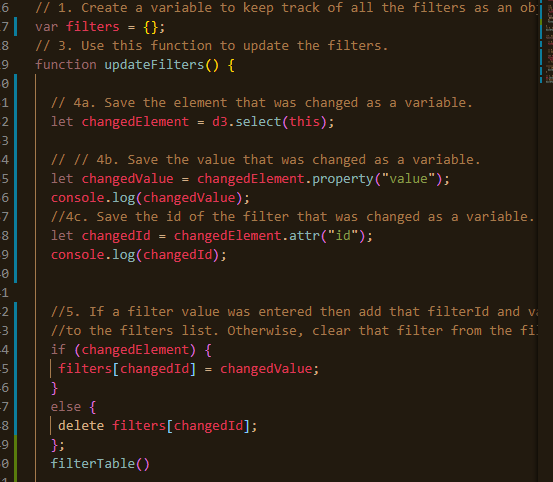 6 // 1. Create a variable to keep track of all the filters as an ob
7 var filters = {};
8 // 3. Use this function to update the filters.
9 function updateFilters() {
0
1 // 4a. Save the element that was changed as a variable.
2 let changedElement = d3.select(this);
3
4 // // 4b. Save the value that was changed as a variable.
5 let changedValue = changedElement.property("value");
6 console.log(changedValue);
7 //4c. Save the id of the filter that was changed as a variable.
8 let changedId = changedElement.attr("id");
9 console.log(changedId);
0
1
2 //5. If a filter value was entered then add that filterId and va
3 //to the filters list. Otherwise, clear that filter from the fil
4 if (changedElement) {
5 filters[changedId] = changedValue;
6 }
7 else {
8 delete filters[changedId];
9 };
0 filterTable()